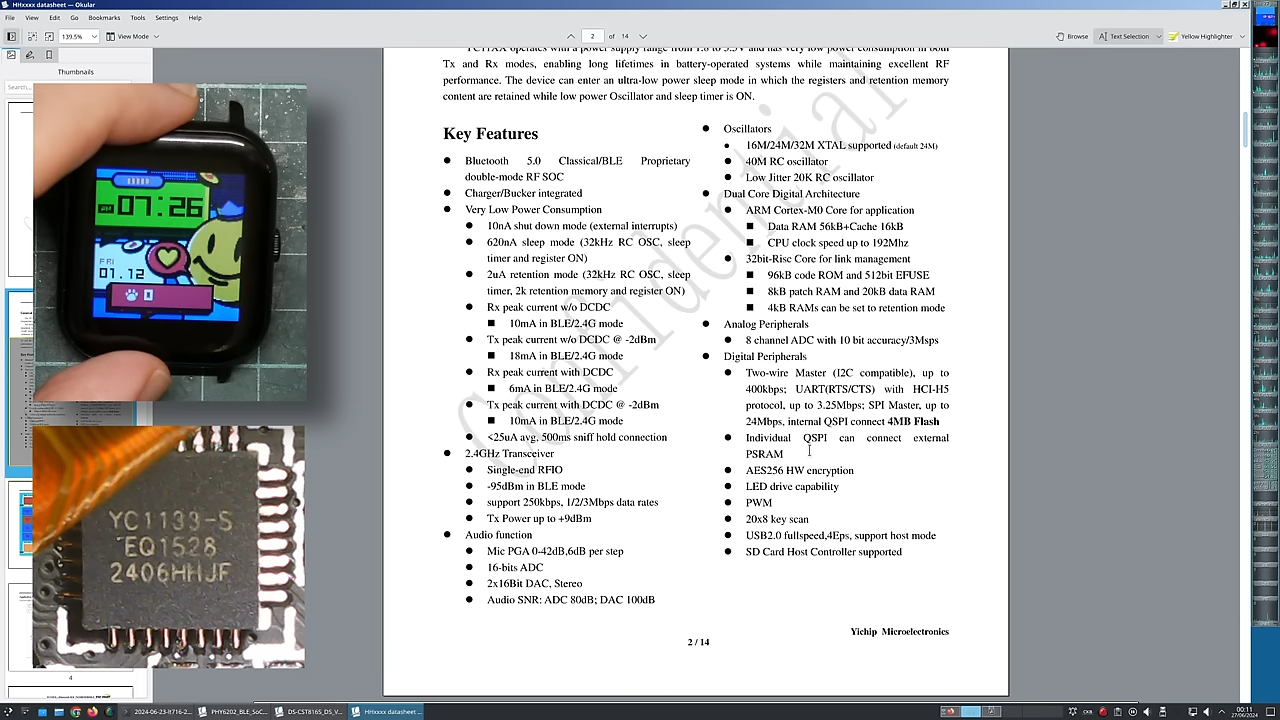 HHxxxx datasheet — Okular
File View Edit Go Bookmarks Tools Settings Help
139.5% View Mode 2 of 14 Browse Text Selection Yellow Highlighter
Thumbnails
Search...
Tx and Rx modes, enabling long lifetimes in battery-operated systems while maintaining excellent RF
performance. The device can enter an ultra-low power sleep mode in which the registers and retention memory
content are retained while low power Oscillator and sleep timer is ON.
Key Features
Bluetooth 5.0 Classical/BLE Proprietary
double-mode RF SOC
Charger/Bucker integrated
Very Low Power Consumption
10nA shut down mode (external interrupts)
620nA sleep mode (32kHz RC OSC, sleep
timer and register ON)
2uA retention mode (32kHz RC OSC, sleep
timer, 2k retention memory and register ON)
Rx peak current w/o DCDC
10mA in BLE/2.4G mode
Tx peak current w/o DCDC @ -2dBm
18mA in BLE/2.4G mode
Rx peak current with DCDC
6mA in BLE/2.4G mode
Tx peak current with DCDC @ -2dBm
10mA in BLE/2.4G mode
<25uA avg, 500ms sniff hold connection
2.4GHz Transceiver
Single-end RFIO
-95dBm in BLE mode
support 250kbps, 1/2/3Mbps data rates
Tx Power up to +9dBm
Audio function
Mic PGA 0-42dB,6dB per step
16-bits ADC
2x16Bit DAC, Stereo
Audio SNR: ADC 80dB; DAC 100dB
Oscillators
16M/24M/32M XTAL supported (default 24M)
40M RC oscillator
Low Jitter 20K RC oscillator
Dual Core Digital Architecture
ARM Cortex-M0 Core for application
Data RAM 56kB+Cache 16kB
CPU clock speed up to 192Mhz
32bit-Risc Core for link management
96kB code ROM and 512bit EFUSE
8kB patch RAM and 20kB data RAM
4kB RAMs can be set to retention mode
Analog Peripherals
8 channel ADC with 10 bit accuracy/3Msps
Digital Peripherals
Two-wire Master (I2C compatible), up to
400kbps; UART(RTS/CTS) with HCI-H5
protocol, up to 3.25Mbps; SPI Master, up to
24Mbps, internal QSPI connect 4MB Flash
Individual QSPI can connect external
PSRAM
AES256 HW encryption
LED drive capability
PWM
20x8 key scan
USB2.0 fullspeed,4Eps, support host mode
SD Card Host Controller supported
Yichip Microelectronics
2 / 14
Confidential
07:26
FRI
01.12
0
YC1133-S
EQ1526
2406HHJF
4
2024-06-23-lt716-2... PHY6202_BLE_SoC... DS-CST816S_DS_V... HHxxxx datasheet ...
00:11
27/06/2024